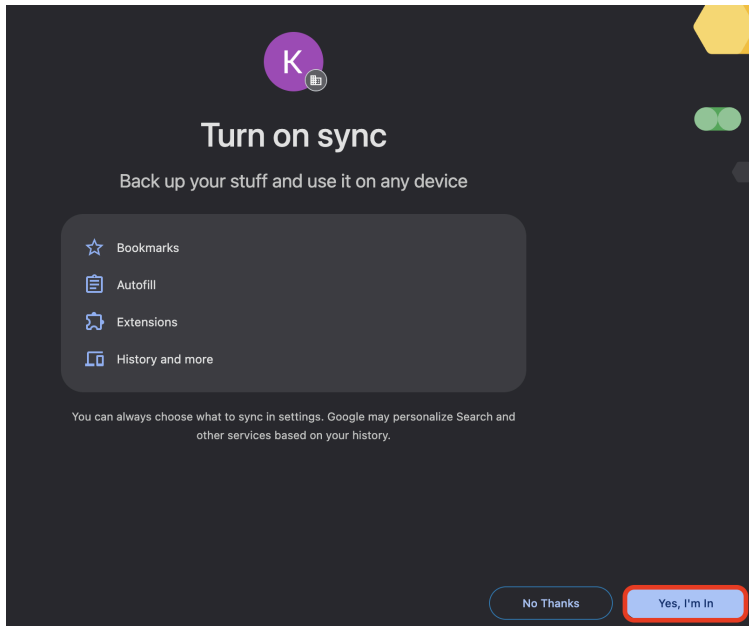 K
Turn on sync
Back up your stuff and use it on any device
Bookmarks
Autofill
Extensions
History and more
You can always choose what to sync in settings. Google may personalize Search and
other services based on your history.
No Thanks
Yes, I'm In